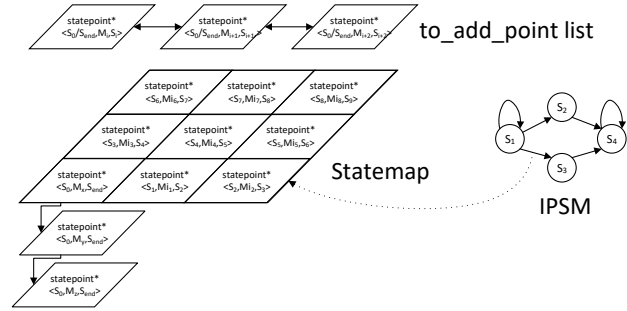 statepoint* statepoint* statepoint*
<S0/Send,Mi,Si> <S0/Send,Mi+1,Si+1> <S0/Send,Mi+2,Si+2>
to_add_point list
statepoint* statepoint* statepoint*
<S6,Mi6,S7> <S7,Mi7,S8> <S8,Mi8,S9>
statepoint* statepoint* statepoint*
<S3,Mi3,S4> <S4,Mi4,S5> <S5,Mi5,S6>
statepoint* statepoint* statepoint*
<S0,Mx,Send> <S1,Mi1,S2> <S2,Mi2,S3>
Statemap
S1
S2
S3
S4
IPSM
statepoint*
<S0,My,Send>
statepoint*
<S0,Mz,Send>